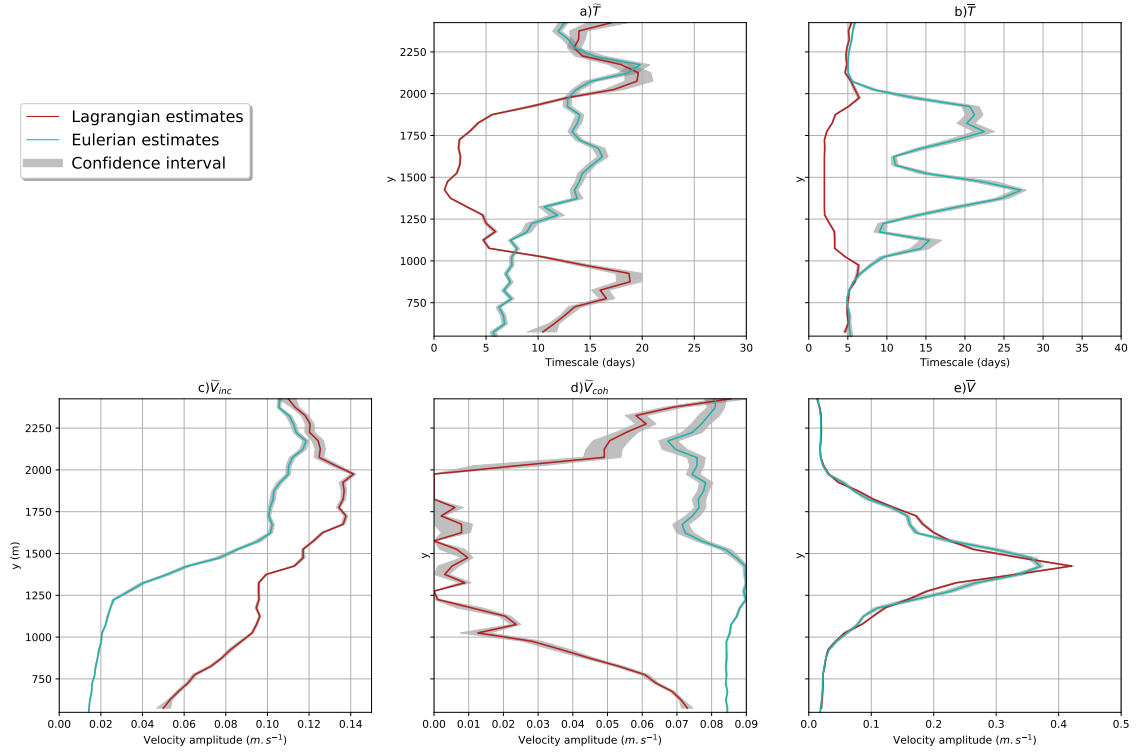 a)T̃
b)T̅
Lagrangian estimates
Eulerian estimates
Confidence interval
2250
2000
1750
1500
1250
1000
750
y
0 5 10 15 20 25 30
Timescale (days)
y
0 5 10 15 20 25 30 35 40
Timescale (days)
c)Ṽinc
d)Ṽcoh
e)V̅
2250
2000
1750
1500
1250
1000
750
y (m)
0.00 0.02 0.04 0.06 0.08 0.10 0.12 0.14
Velocity amplitude (m.s⁻¹)
y
0.00 0.01 0.02 0.03 0.04 0.05 0.06 0.07 0.08 0.09
Velocity amplitude (m.s⁻¹)
y
0.0 0.1 0.2 0.3 0.4 0.5
Velocity amplitude (m.s⁻¹)